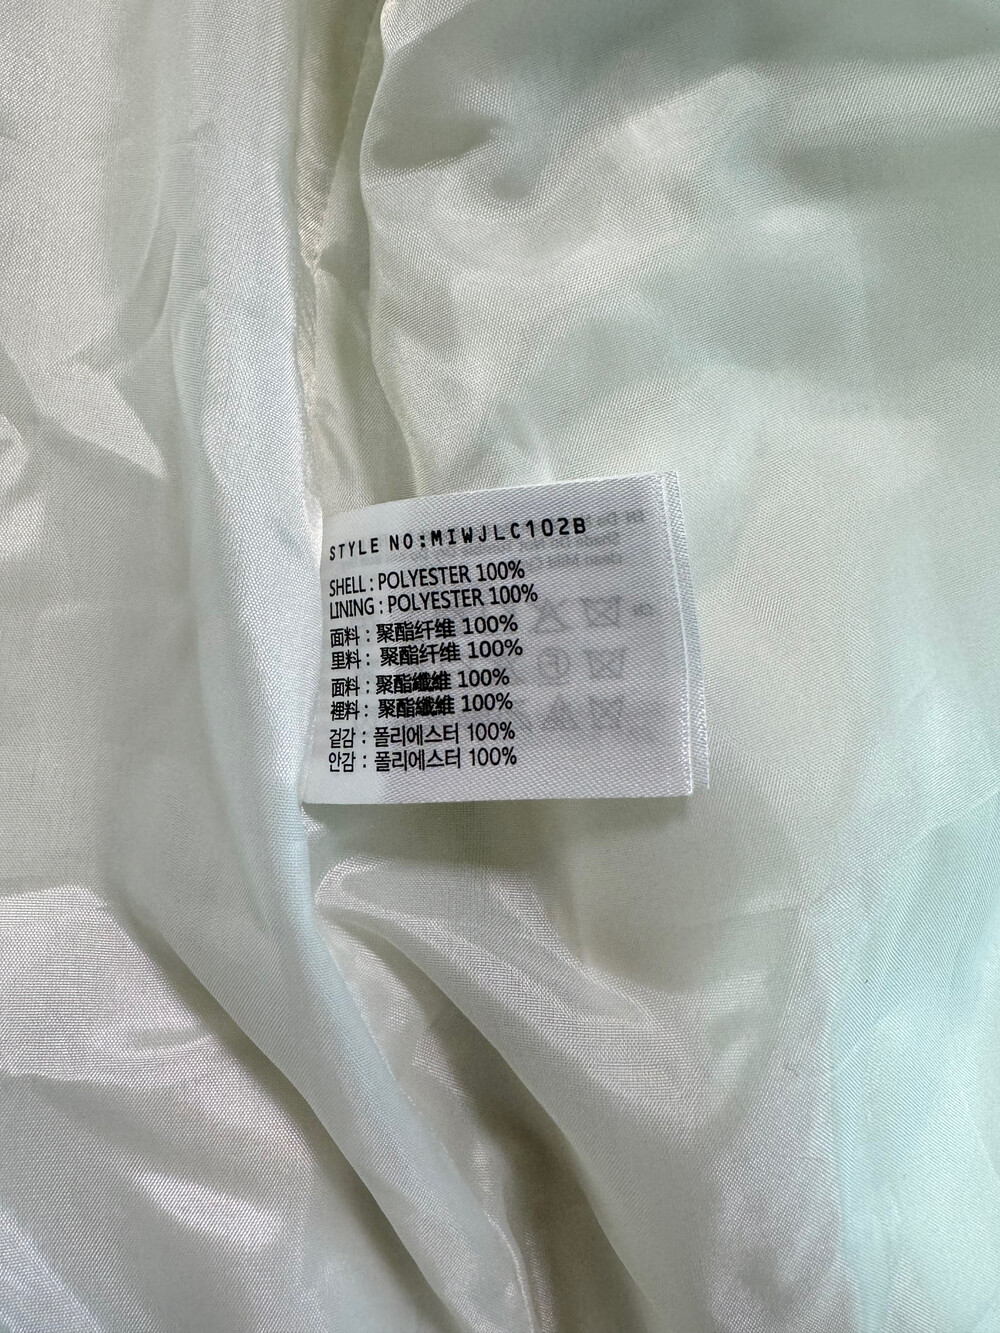 STYLE NO:MIWJLC102B
SHELL : POLYESTER 100%
LINING : POLYESTER 100%
面料 : 聚酯纤维 100%
里料 : 聚酯纤维 100%
面料 : 聚酯纖維 100%
裡料 : 聚酯纖維 100%
겉감 : 폴리에스터 100%
안감 : 폴리에스터 100%